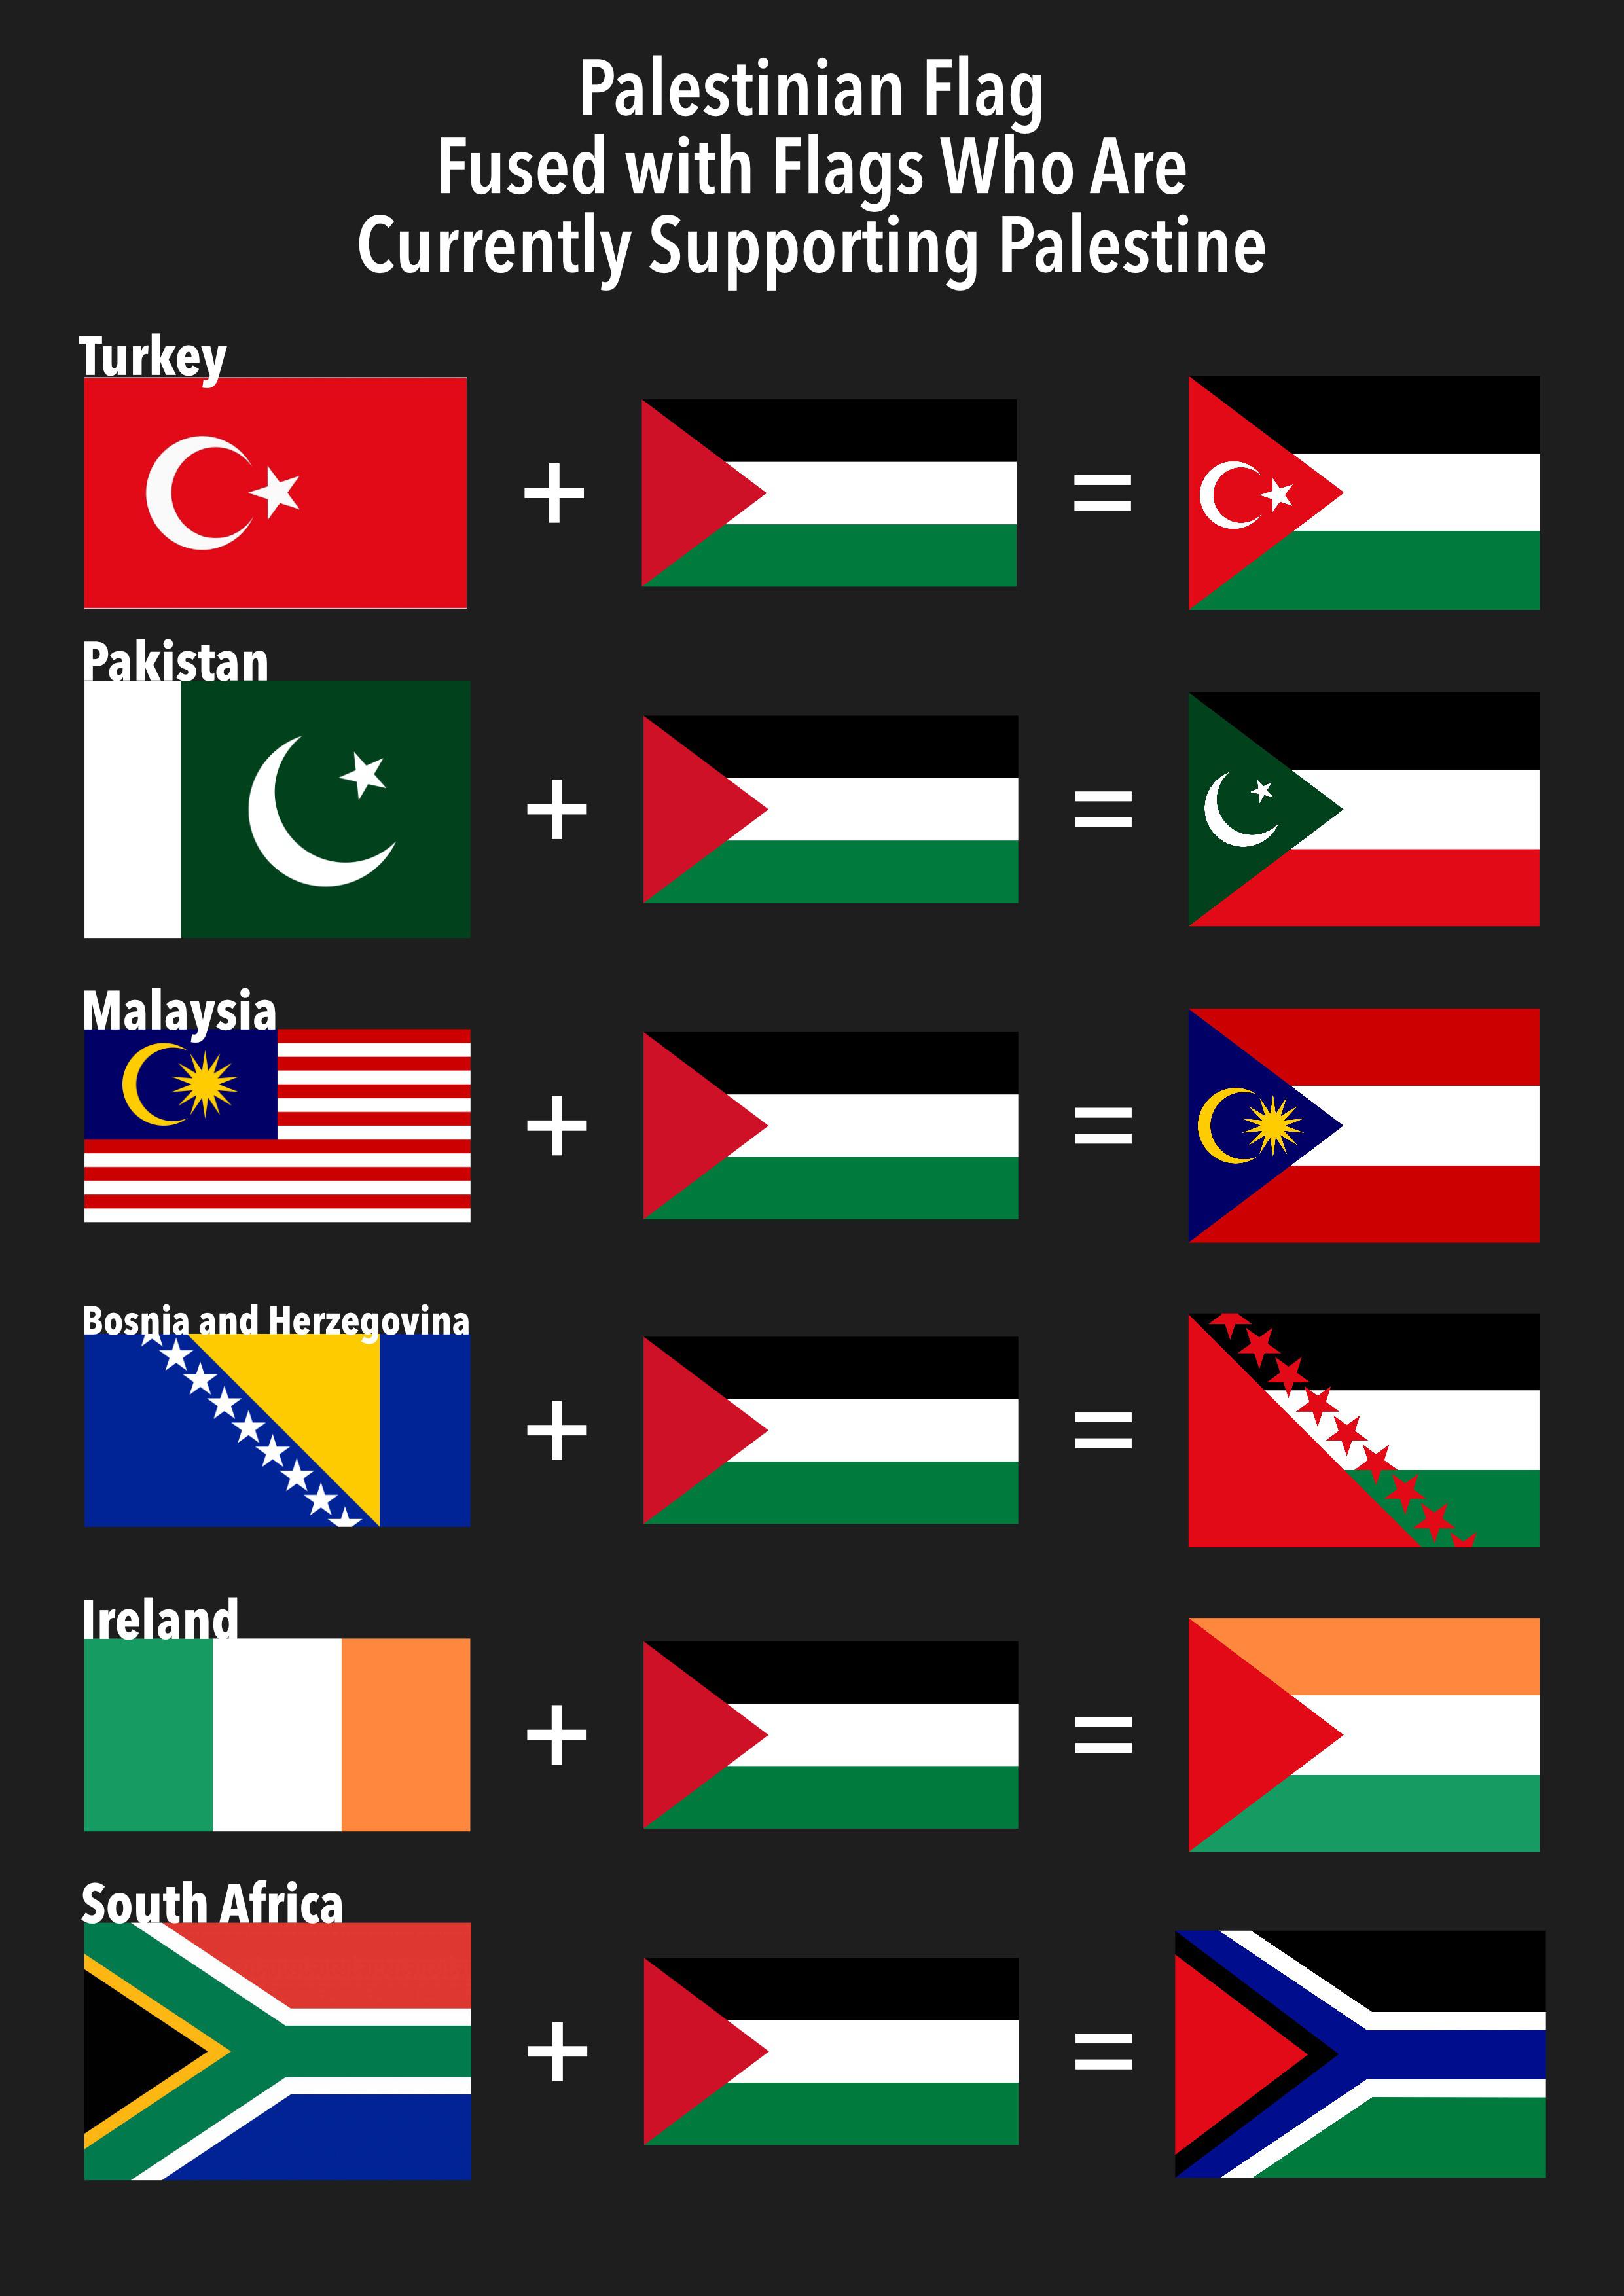 Palestinian Flag
Fused with Flags Who Are
Currently Supporting Palestine
Turkey
+
=
Pakistan
+
=
Malaysia
+
=
Bosnia and Herzegovina
+
=
Ireland
+
=
South Africa
+
=